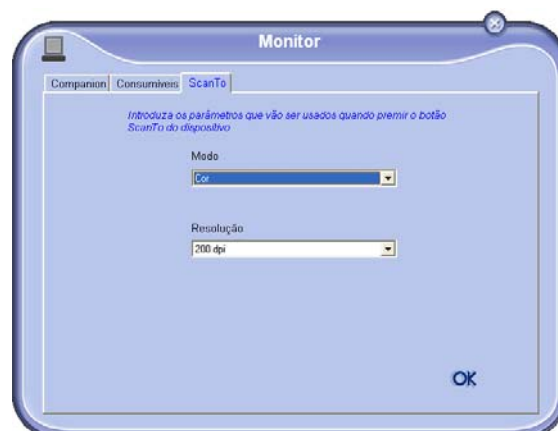 Monitor
Companion Consumíveis ScanTo
Introduza os parâmetros que vão ser usados quando premir o botão
ScanTo do dispositivo
Modo
Cor
Resolução
200 dpi
OK